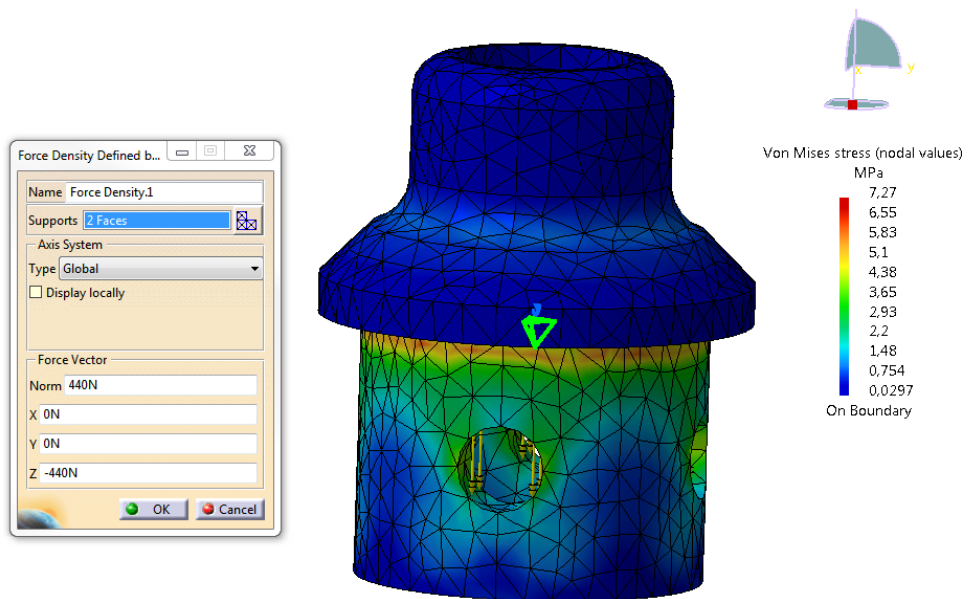 Force Density Defined b...
Name Force Density.1
Supports 2 Faces
Axis System
Type Global
Display locally
Force Vector
Norm 440N
X 0N
Y 0N
Z -440N
OK Cancel
x y
Von Mises stress (nodal values)
MPa
7,27
6,55
5,83
5,1
4,38
3,65
2,93
2,2
1,48
0,754
0,0297
On Boundary